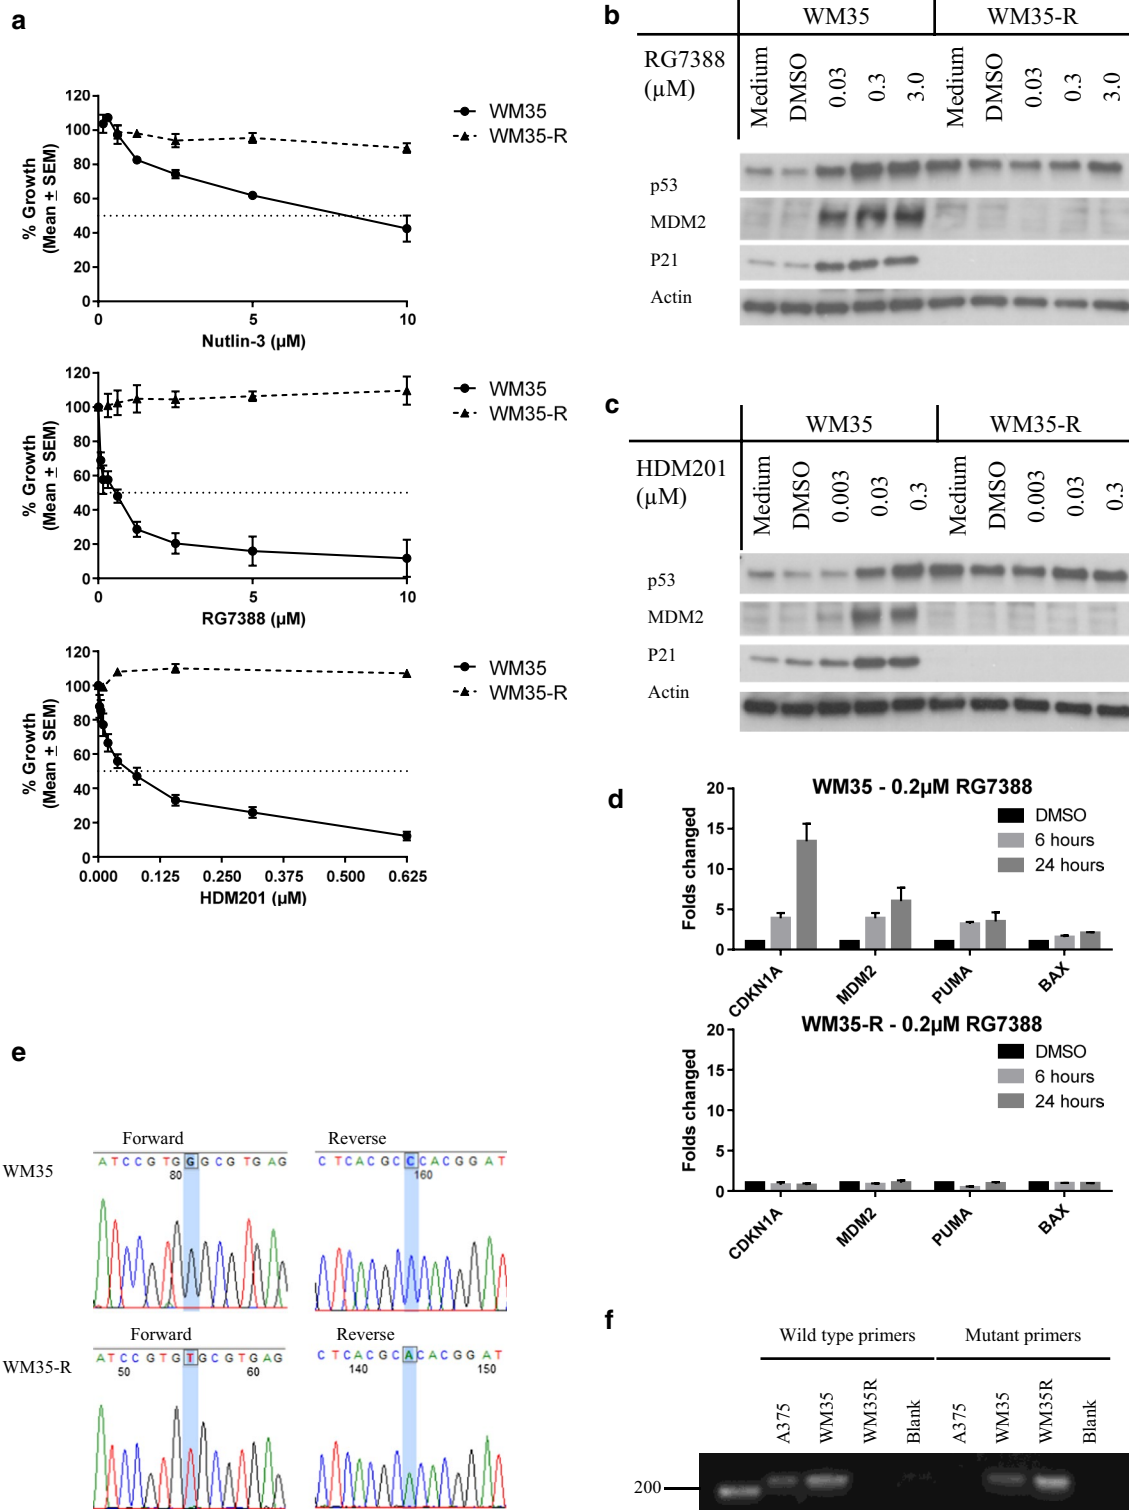 a
120
100
80
60
40
20
0
% Growth
(Mean ± SEM)
0 5 10
Nutlin-3 (µM)
WM35
WM35-R
120
100
80
60
40
20
0
% Growth
(Mean ± SEM)
0 5 10
RG7388 (µM)
WM35
WM35-R
120
100
80
60
40
20
0
% Growth
(Mean ± SEM)
0.000 0.125 0.250 0.375 0.500 0.625
HDM201 (µM)
WM35
WM35-R
b
WM35 WM35-R
RG7388
(µM)
Medium DMSO 0.03 0.3 3.0 Medium DMSO 0.03 0.3 3.0
p53
MDM2
P21
Actin
c
WM35 WM35-R
HDM201
(µM)
Medium DMSO 0.003 0.03 0.3 Medium DMSO 0.003 0.03 0.3
p53
MDM2
P21
Actin
d
WM35 - 0.2µM RG7388
20
15
10
5
0
Folds changed
DMSO
6 hours
24 hours
CDKN1A MDM2 PUMA BAX
WM35-R - 0.2µM RG7388
20
15
10
5
0
Folds changed
DMSO
6 hours
24 hours
CDKN1A MDM2 PUMA BAX
e
Forward Reverse
WM35
A T C C G T G G G C G T G A G
80
C T C A C G C C C A C G G A T
160
Forward Reverse
WM35-R
A T C C G T G T G C G T G A G
50 60
C T C A C G C A C A C G G A T
140 150
f
Wild type primers Mutant primers
A375 WM35 WM35R Blank A375 WM35 WM35R Blank
200